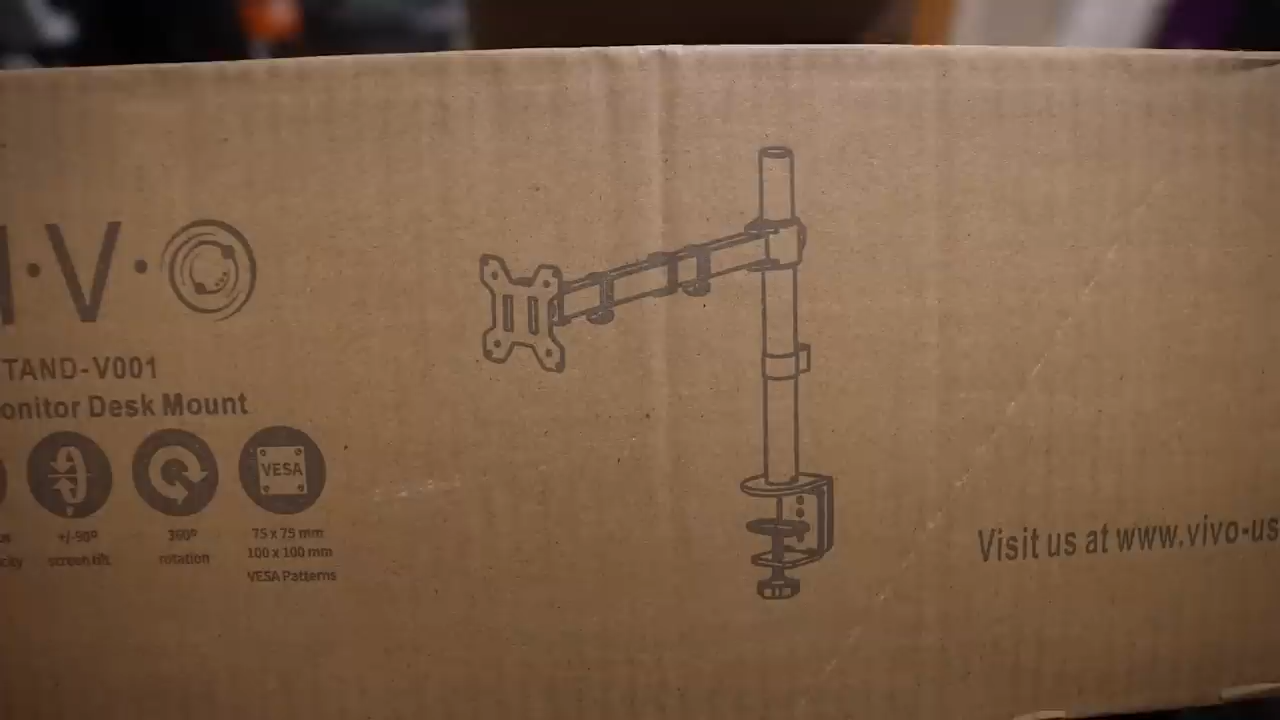 I·V·O
TAND-V001
onitor Desk Mount
VESA
+/-90º
screen tilt
360º
rotation
75 x 75 mm
100 x 100 mm
VESA Patterns
Visit us at www.vivo-us